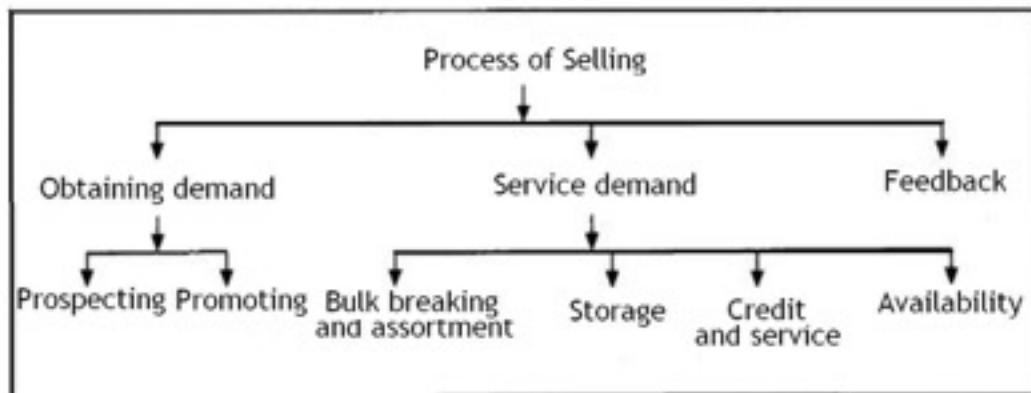 Process of Selling
Obtaining demand
Service demand
Feedback
Prospecting
Promoting
Bulk breaking
and assortment
Storage
Credit
and service
Availability